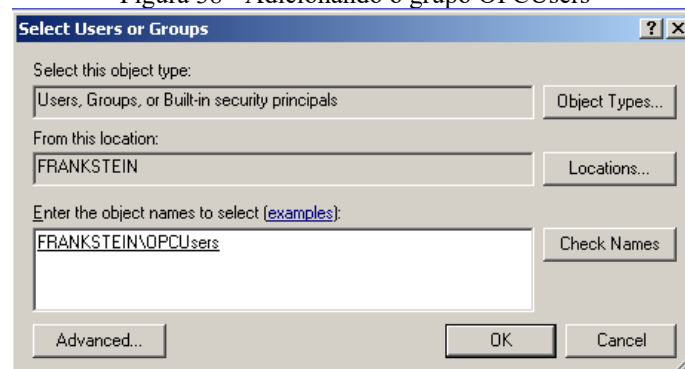 Figura 38 - Adicionando o grupo OPCUsers
Select Users or Groups
Select this object type:
Users, Groups, or Built-in security principals
Object Types...
From this location:
FRANKSTEIN
Locations...
Enter the object names to select (examples):
FRANKSTEIN\OPCUsers
Check Names
Advanced...
OK
Cancel